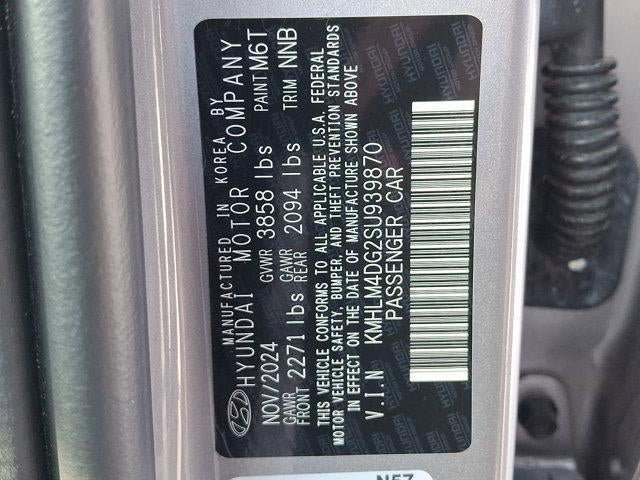 MANUFACTURED IN KOREA BY
HYUNDAI MOTOR COMPANY
NOV/2024 GVWR 3858 lbs PAINT M6T
GAWR FRONT 2271 lbs GAWR REAR 2094 lbs TRIM NNB
THIS VEHICLE CONFORMS TO ALL APPLICABLE U.S.A. FEDERAL
MOTOR VEHICLE SAFETY, BUMPER, AND THEFT PREVENTION STANDARDS
IN EFFECT ON THE DATE OF MANUFACTURE SHOWN ABOVE
V.I.N KMHLM4DG2SU939870
PASSENGER CAR